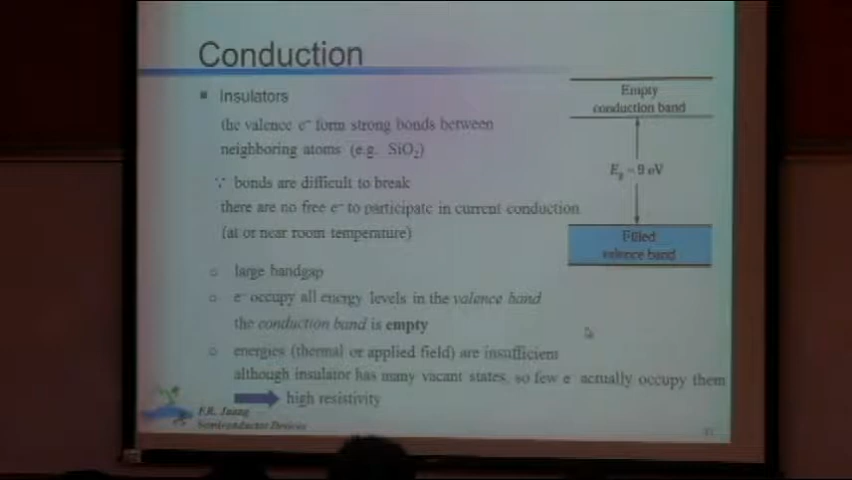 Conduction
Insulators
the valence e⁻ form strong bonds between
neighboring atoms (e.g. SiO₂)
∵ bonds are difficult to break
there are no free e⁻ to participate in current conduction
(at or near room temperature)
large bandgap
e⁻ occupy all energy levels in the valence band
the conduction band is empty
energies (thermal or applied field) are insufficient
although insulator has many vacant states, so few e⁻ actually occupy them
high resistivity
Empty
conduction band
Filled
valence band
F.R. Juang
Semiconductor Devices